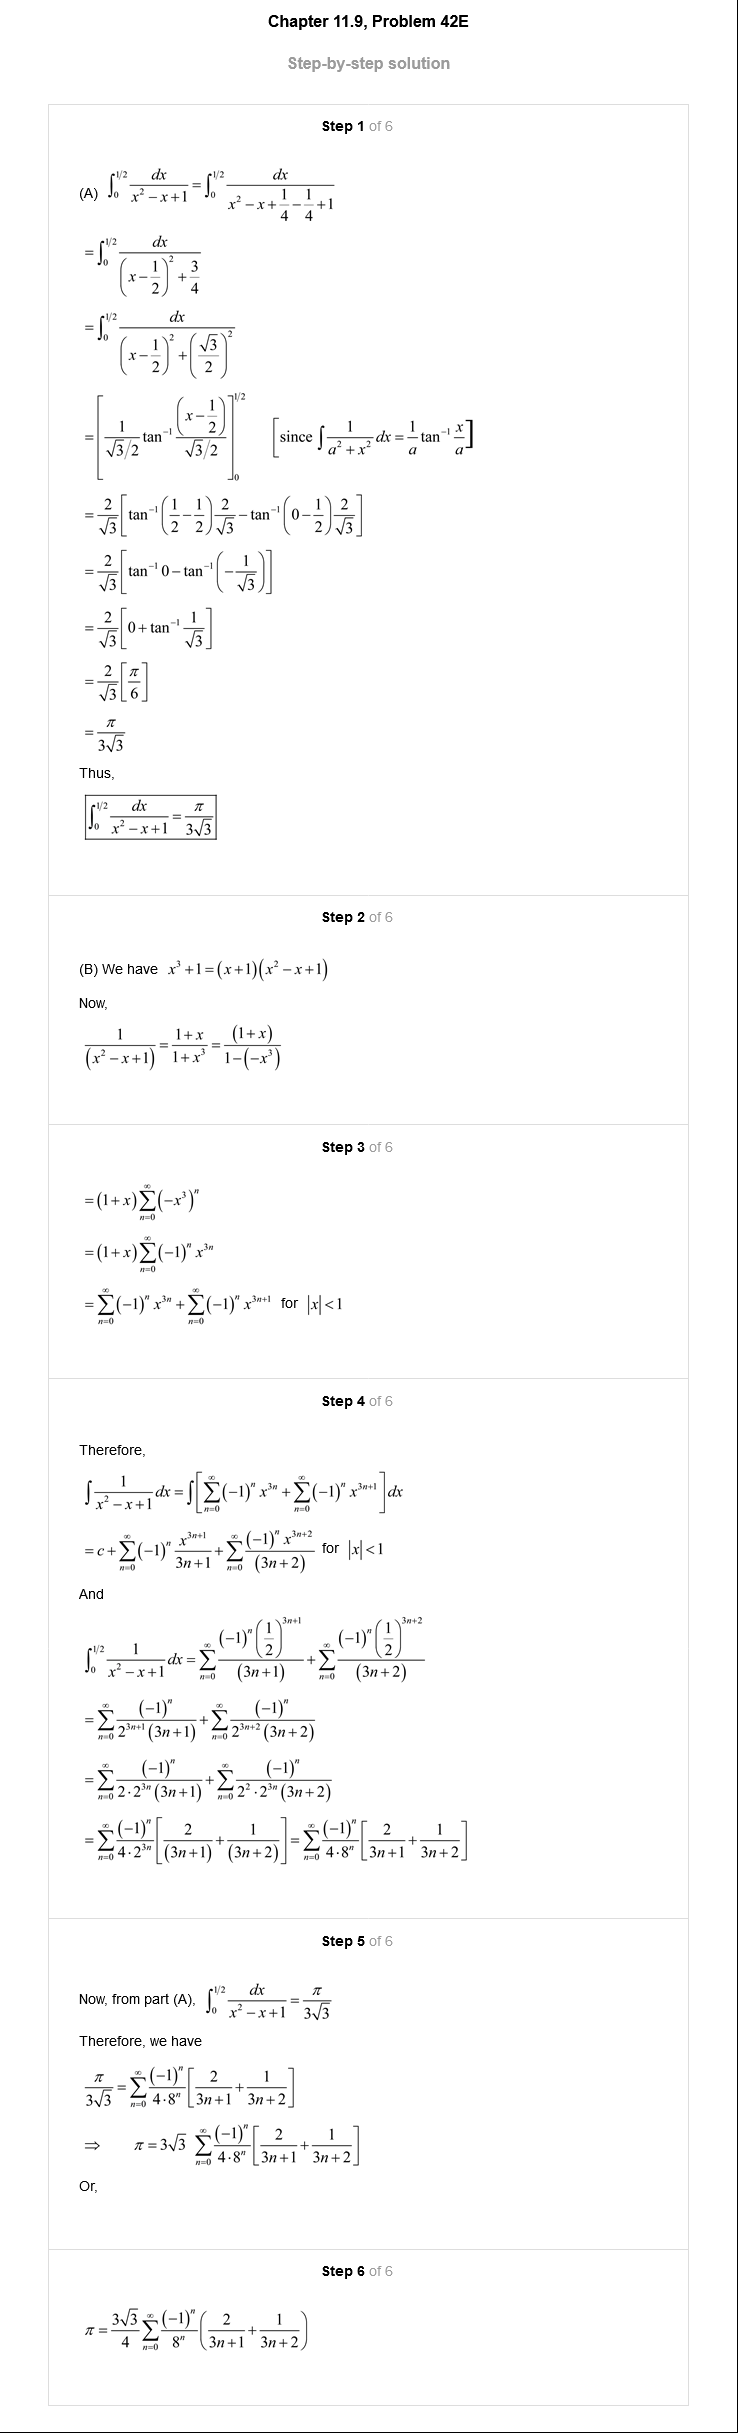 Chapter 11.9, Problem 42E
Step-by-step solution
Step 1 of 6
(A) \int_0^{1/2} \frac{dx}{x^2-x+1} = \int_0^{1/2} \frac{dx}{x^2-x+\frac{1}{4}-\frac{1}{4}+1}
= \int_0^{1/2} \frac{dx}{\left(x-\frac{1}{2}\right)^2+\frac{3}{4}}
= \int_0^{1/2} \frac{dx}{\left(x-\frac{1}{2}\right)^2+\left(\frac{\sqrt{3}}{2}\right)^2}
= \left[\frac{1}{\sqrt{3}/2} \tan^{-1} \frac{\left(x-\frac{1}{2}\right)}{\sqrt{3}/2}\right]_0^{1/2} \left[\text{since} \int \frac{1}{a^2+x^2} dx = \frac{1}{a} \tan^{-1} \frac{x}{a}\right]
= \frac{2}{\sqrt{3}} \left[\tan^{-1}\left(\frac{1}{2}-\frac{1}{2}\right)\frac{2}{\sqrt{3}} - \tan^{-1}\left(0-\frac{1}{2}\right)\frac{2}{\sqrt{3}}\right]
= \frac{2}{\sqrt{3}} \left[\tan^{-1} 0 - \tan^{-1}\left(-\frac{1}{\sqrt{3}}\right)\right]
= \frac{2}{\sqrt{3}} \left[0+\tan^{-1} \frac{1}{\sqrt{3}}\right]
= \frac{2}{\sqrt{3}} \left[\frac{\pi}{6}\right]
= \frac{\pi}{3\sqrt{3}}
Thus,
\int_0^{1/2} \frac{dx}{x^2-x+1} = \frac{\pi}{3\sqrt{3}}
Step 2 of 6
(B) We have x^3+1=(x+1)(x^2-x+1)
Now,
\frac{1}{(x^2-x+1)} = \frac{1+x}{1+x^3} = \frac{(1+x)}{1-(-x^3)}
Step 3 of 6
= (1+x)\sum_{n=0}^{\infty} (-x^3)^n
= (1+x)\sum_{n=0}^{\infty} (-1)^n x^{3n}
= \sum_{n=0}^{\infty} (-1)^n x^{3n} + \sum_{n=0}^{\infty} (-1)^n x^{3n+1} for |x|<1
Step 4 of 6
Therefore,
\int \frac{1}{x^2-x+1} dx = \int \left[\sum_{n=0}^{\infty} (-1)^n x^{3n} + \sum_{n=0}^{\infty} (-1)^n x^{3n+1}\right] dx
= c + \sum_{n=0}^{\infty} (-1)^n \frac{x^{3n+1}}{3n+1} + \sum_{n=0}^{\infty} \frac{(-1)^n x^{3n+2}}{(3n+2)} for |x|<1
And
\int_0^{1/2} \frac{1}{x^2-x+1} dx = \sum_{n=0}^{\infty} \frac{(-1)^n \left(\frac{1}{2}\right)^{3n+1}}{(3n+1)} + \sum_{n=0}^{\infty} \frac{(-1)^n \left(\frac{1}{2}\right)^{3n+2}}{(3n+2)}
= \sum_{n=0}^{\infty} \frac{(-1)^n}{2^{3n+1}(3n+1)} + \sum_{n=0}^{\infty} \frac{(-1)^n}{2^{3n+2}(3n+2)}
= \sum_{n=0}^{\infty} \frac{(-1)^n}{2 \cdot 2^{3n}(3n+1)} + \sum_{n=0}^{\infty} \frac{(-1)^n}{2^2 \cdot 2^{3n}(3n+2)}
= \sum_{n=0}^{\infty} \frac{(-1)^n}{4 \cdot 2^{3n}} \left[\frac{2}{(3n+1)} + \frac{1}{(3n+2)}\right] = \sum_{n=0}^{\infty} \frac{(-1)^n}{4 \cdot 8^n} \left[\frac{2}{3n+1} + \frac{1}{3n+2}\right]
Step 5 of 6
Now, from part (A), \int_0^{1/2} \frac{dx}{x^2-x+1} = \frac{\pi}{3\sqrt{3}}
Therefore, we have
\frac{\pi}{3\sqrt{3}} = \sum_{n=0}^{\infty} \frac{(-1)^n}{4 \cdot 8^n} \left[\frac{2}{3n+1} + \frac{1}{3n+2}\right]
\Rightarrow \pi = 3\sqrt{3} \sum_{n=0}^{\infty} \frac{(-1)^n}{4 \cdot 8^n} \left[\frac{2}{3n+1} + \frac{1}{3n+2}\right]
Or,
Step 6 of 6
\pi = \frac{3\sqrt{3}}{4} \sum_{n=0}^{\infty} \frac{(-1)^n}{8^n} \left(\frac{2}{3n+1} + \frac{1}{3n+2}\right)